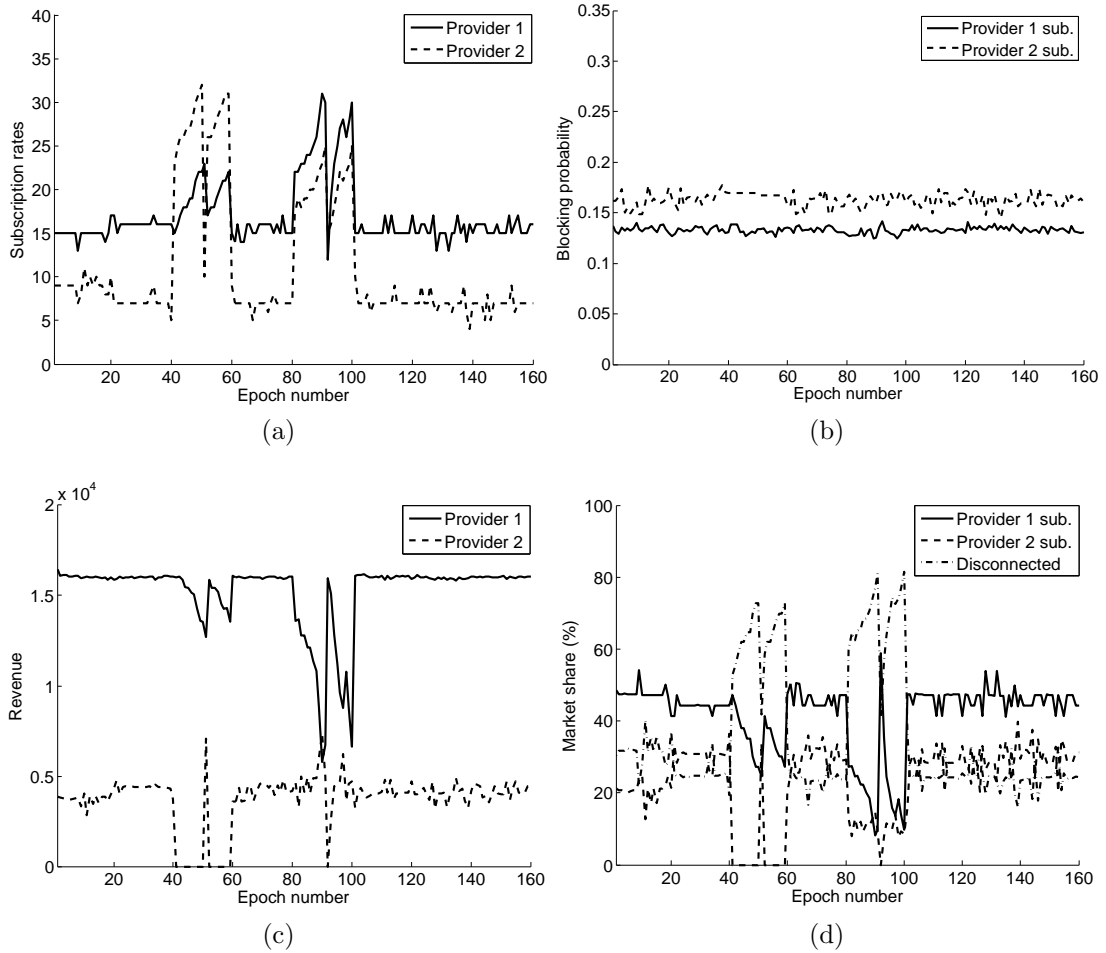 40
35
30
25
20
15
10
5
0
Subscription rates
Provider 1
Provider 2
20 40 60 80 100 120 140 160
Epoch number
(a)
0.35
0.3
0.25
0.2
0.15
0.1
0.05
0
Blocking probability
Provider 1 sub.
Provider 2 sub.
20 40 60 80 100 120 140 160
Epoch number
(b)
x 10^4
2
1.5
1
0.5
0
Revenue
Provider 1
Provider 2
20 40 60 80 100 120 140 160
Epoch number
(c)
100
80
60
40
20
0
Market share (%)
Provider 1 sub.
Provider 2 sub.
Disconnected
20 40 60 80 100 120 140 160
Epoch number
(d)